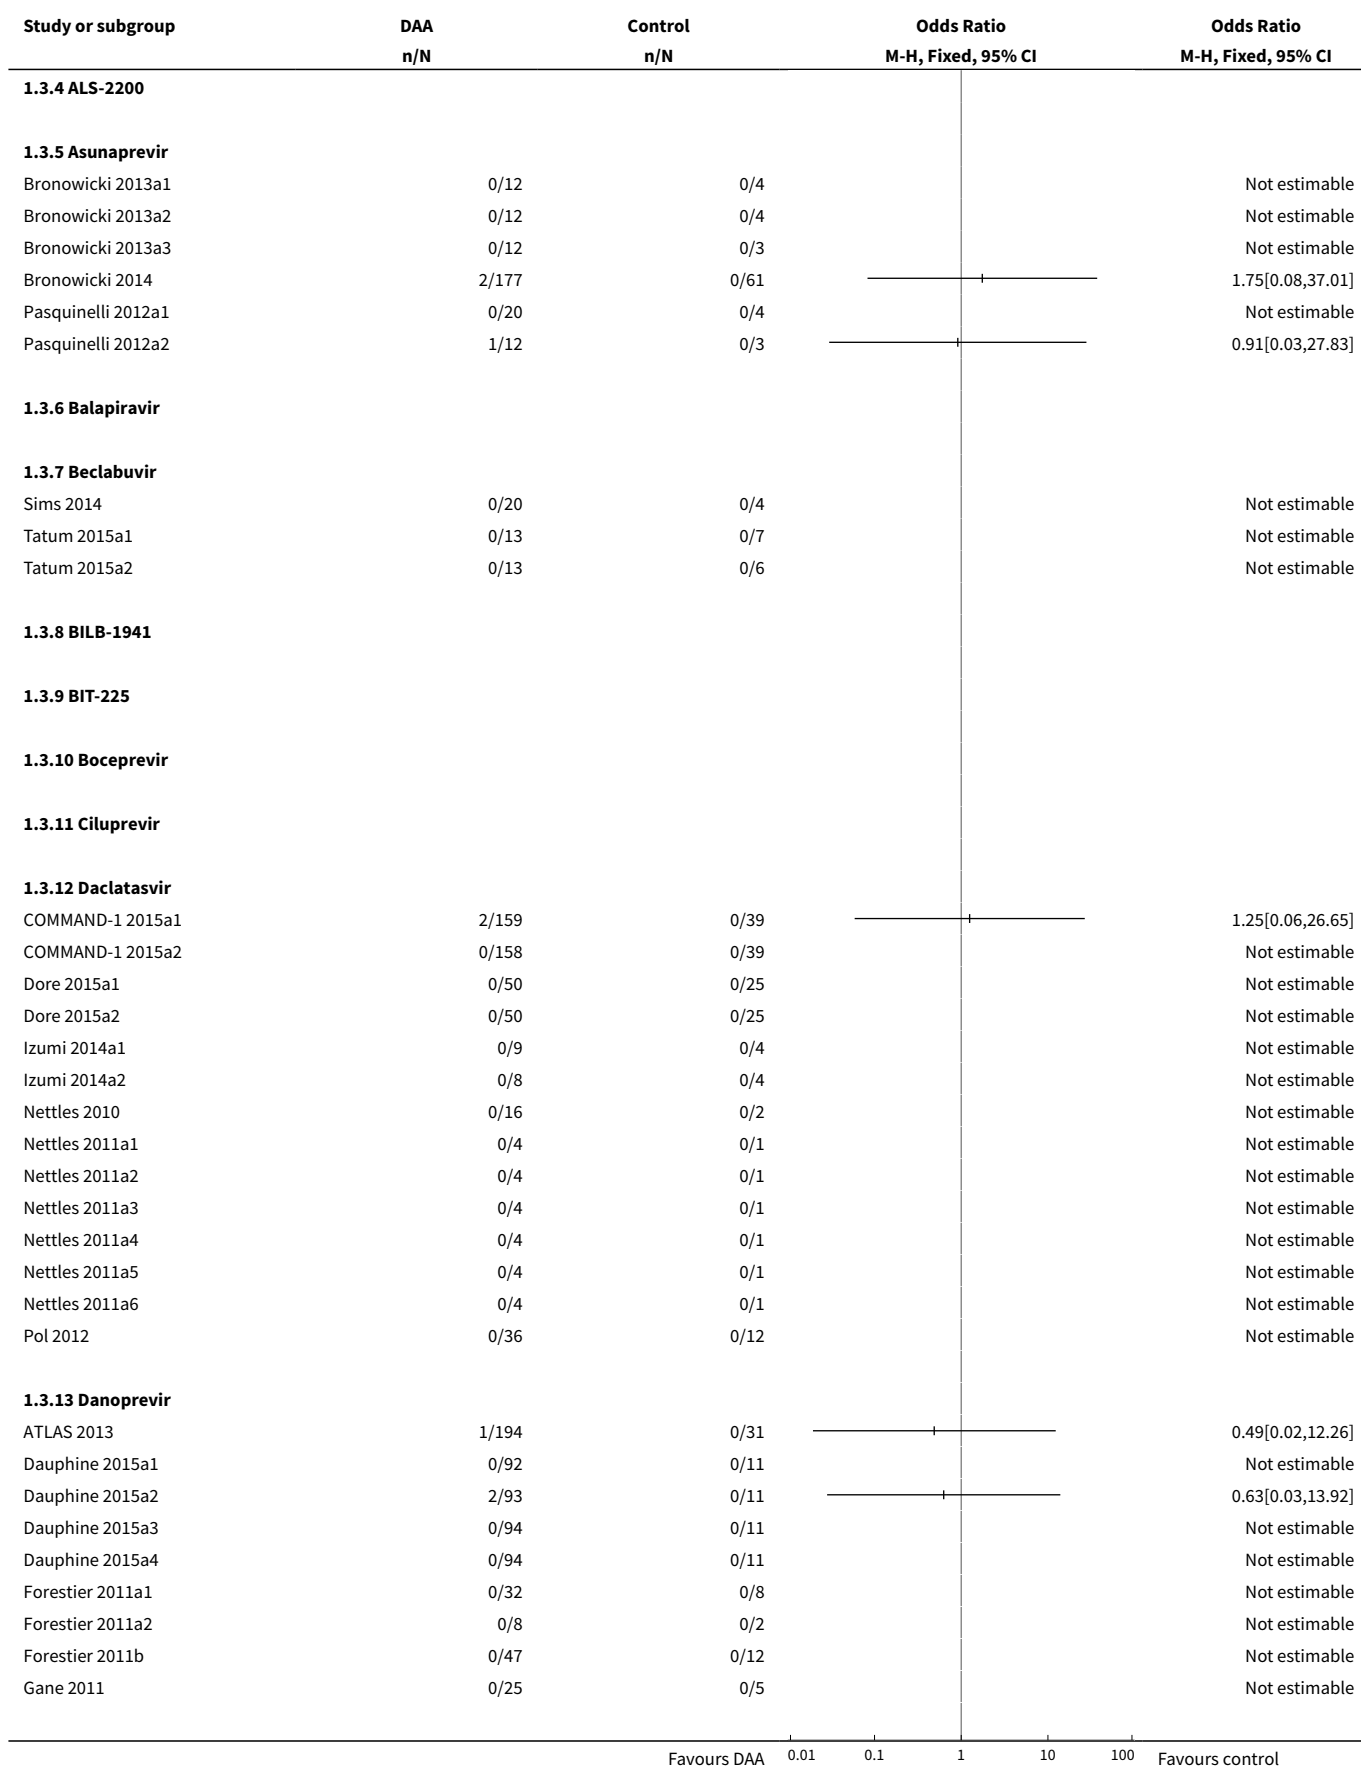 Study or subgroup DAA Control Odds Ratio Odds Ratio
n/N n/N M-H, Fixed, 95% CI M-H, Fixed, 95% CI
1.3.4 ALS-2200
1.3.5 Asunaprevir
Bronowicki 2013a1 0/12 0/4 Not estimable
Bronowicki 2013a2 0/12 0/4 Not estimable
Bronowicki 2013a3 0/12 0/3 Not estimable
Bronowicki 2014 2/177 0/61 1.75[0.08,37.01]
Pasquinelli 2012a1 0/20 0/4 Not estimable
Pasquinelli 2012a2 1/12 0/3 0.91[0.03,27.83]
1.3.6 Balapiravir
1.3.7 Beclabuvir
Sims 2014 0/20 0/4 Not estimable
Tatum 2015a1 0/13 0/7 Not estimable
Tatum 2015a2 0/13 0/6 Not estimable
1.3.8 BILB-1941
1.3.9 BIT-225
1.3.10 Boceprevir
1.3.11 Ciluprevir
1.3.12 Daclatasvir
COMMAND-1 2015a1 2/159 0/39 1.25[0.06,26.65]
COMMAND-1 2015a2 0/158 0/39 Not estimable
Dore 2015a1 0/50 0/25 Not estimable
Dore 2015a2 0/50 0/25 Not estimable
Izumi 2014a1 0/9 0/4 Not estimable
Izumi 2014a2 0/8 0/4 Not estimable
Nettles 2010 0/16 0/2 Not estimable
Nettles 2011a1 0/4 0/1 Not estimable
Nettles 2011a2 0/4 0/1 Not estimable
Nettles 2011a3 0/4 0/1 Not estimable
Nettles 2011a4 0/4 0/1 Not estimable
Nettles 2011a5 0/4 0/1 Not estimable
Nettles 2011a6 0/4 0/1 Not estimable
Pol 2012 0/36 0/12 Not estimable
1.3.13 Danoprevir
ATLAS 2013 1/194 0/31 0.49[0.02,12.26]
Dauphine 2015a1 0/92 0/11 Not estimable
Dauphine 2015a2 2/93 0/11 0.63[0.03,13.92]
Dauphine 2015a3 0/94 0/11 Not estimable
Dauphine 2015a4 0/94 0/11 Not estimable
Forestier 2011a1 0/32 0/8 Not estimable
Forestier 2011a2 0/8 0/2 Not estimable
Forestier 2011b 0/47 0/12 Not estimable
Gane 2011 0/25 0/5 Not estimable
Favours DAA 0.01 0.1 1 10 100 Favours control